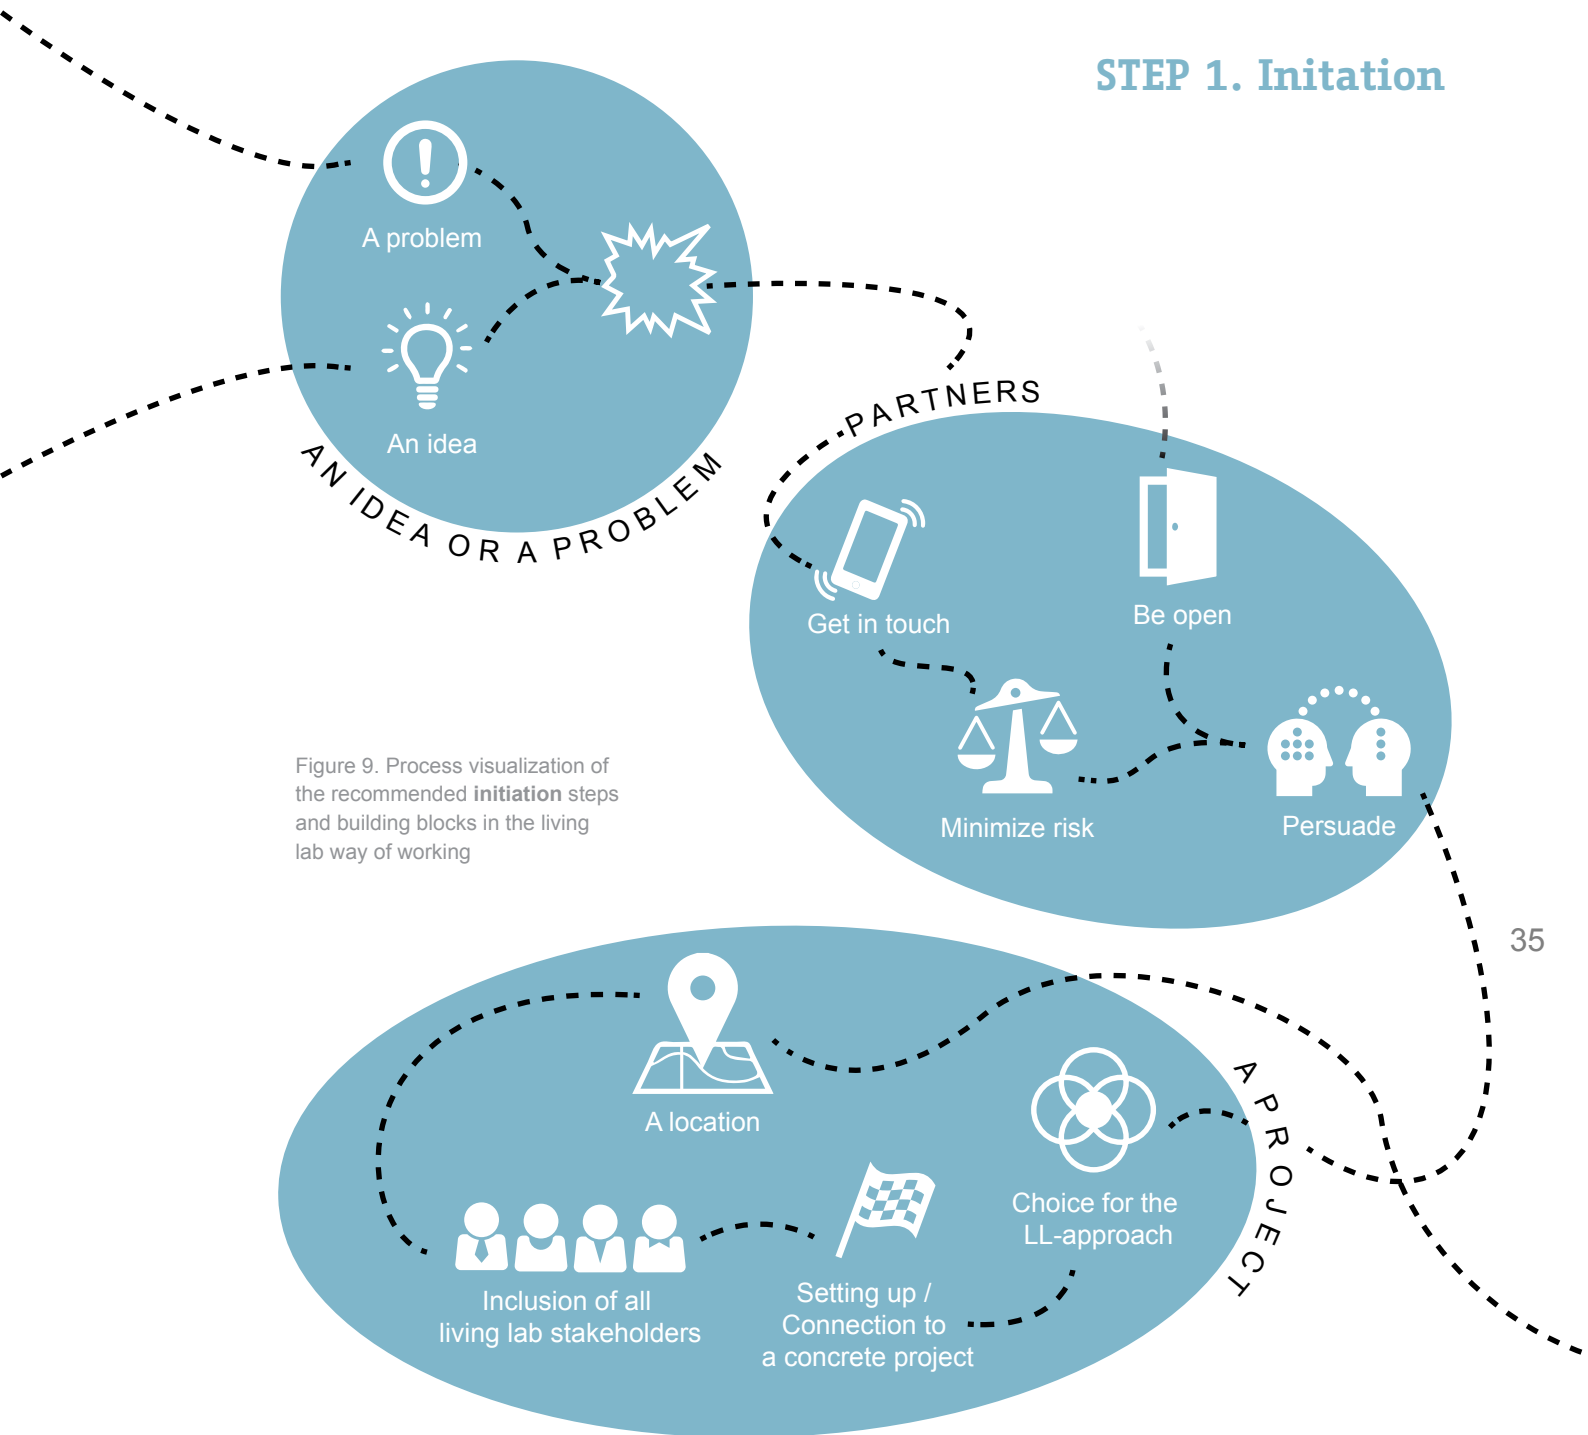 STEP 1. Initation
A problem
An idea
AN IDEA OR A PROBLEM
PARTNERS
Get in touch
Be open
Minimize risk
Persuade
Figure 9. Process visualization of
the recommended initiation steps
and building blocks in the living
lab way of working
35
A PROJECT
A location
Choice for the
LL-approach
Inclusion of all
living lab stakeholders
Setting up /
Connection to
a concrete project